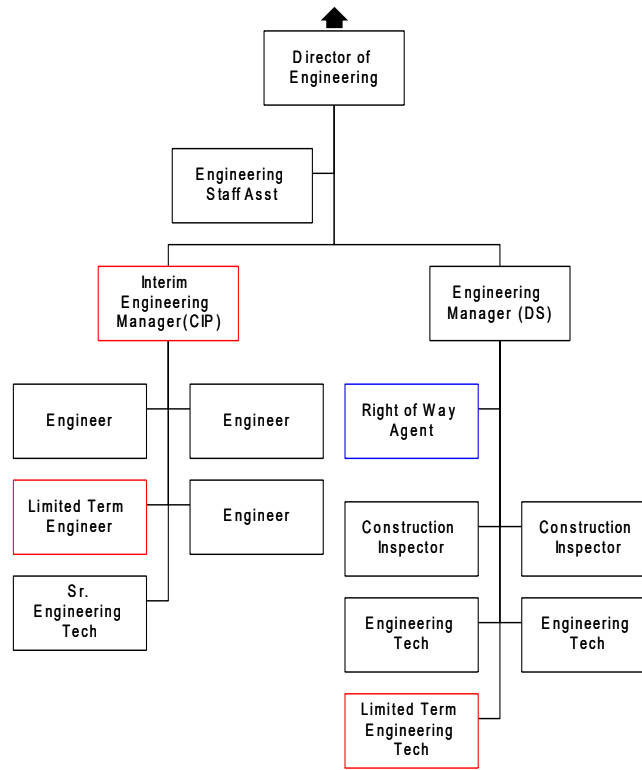 Director of
Engineering
Engineering
Staff Asst
Interim
Engineering
Manager(CIP)
Engineering
Manager (DS)
Engineer
Engineer
Right of Way
Agent
Limited Term
Engineer
Engineer
Construction
Inspector
Construction
Inspector
Sr.
Engineering
Tech
Engineering
Tech
Engineering
Tech
Limited Term
Engineering
Tech